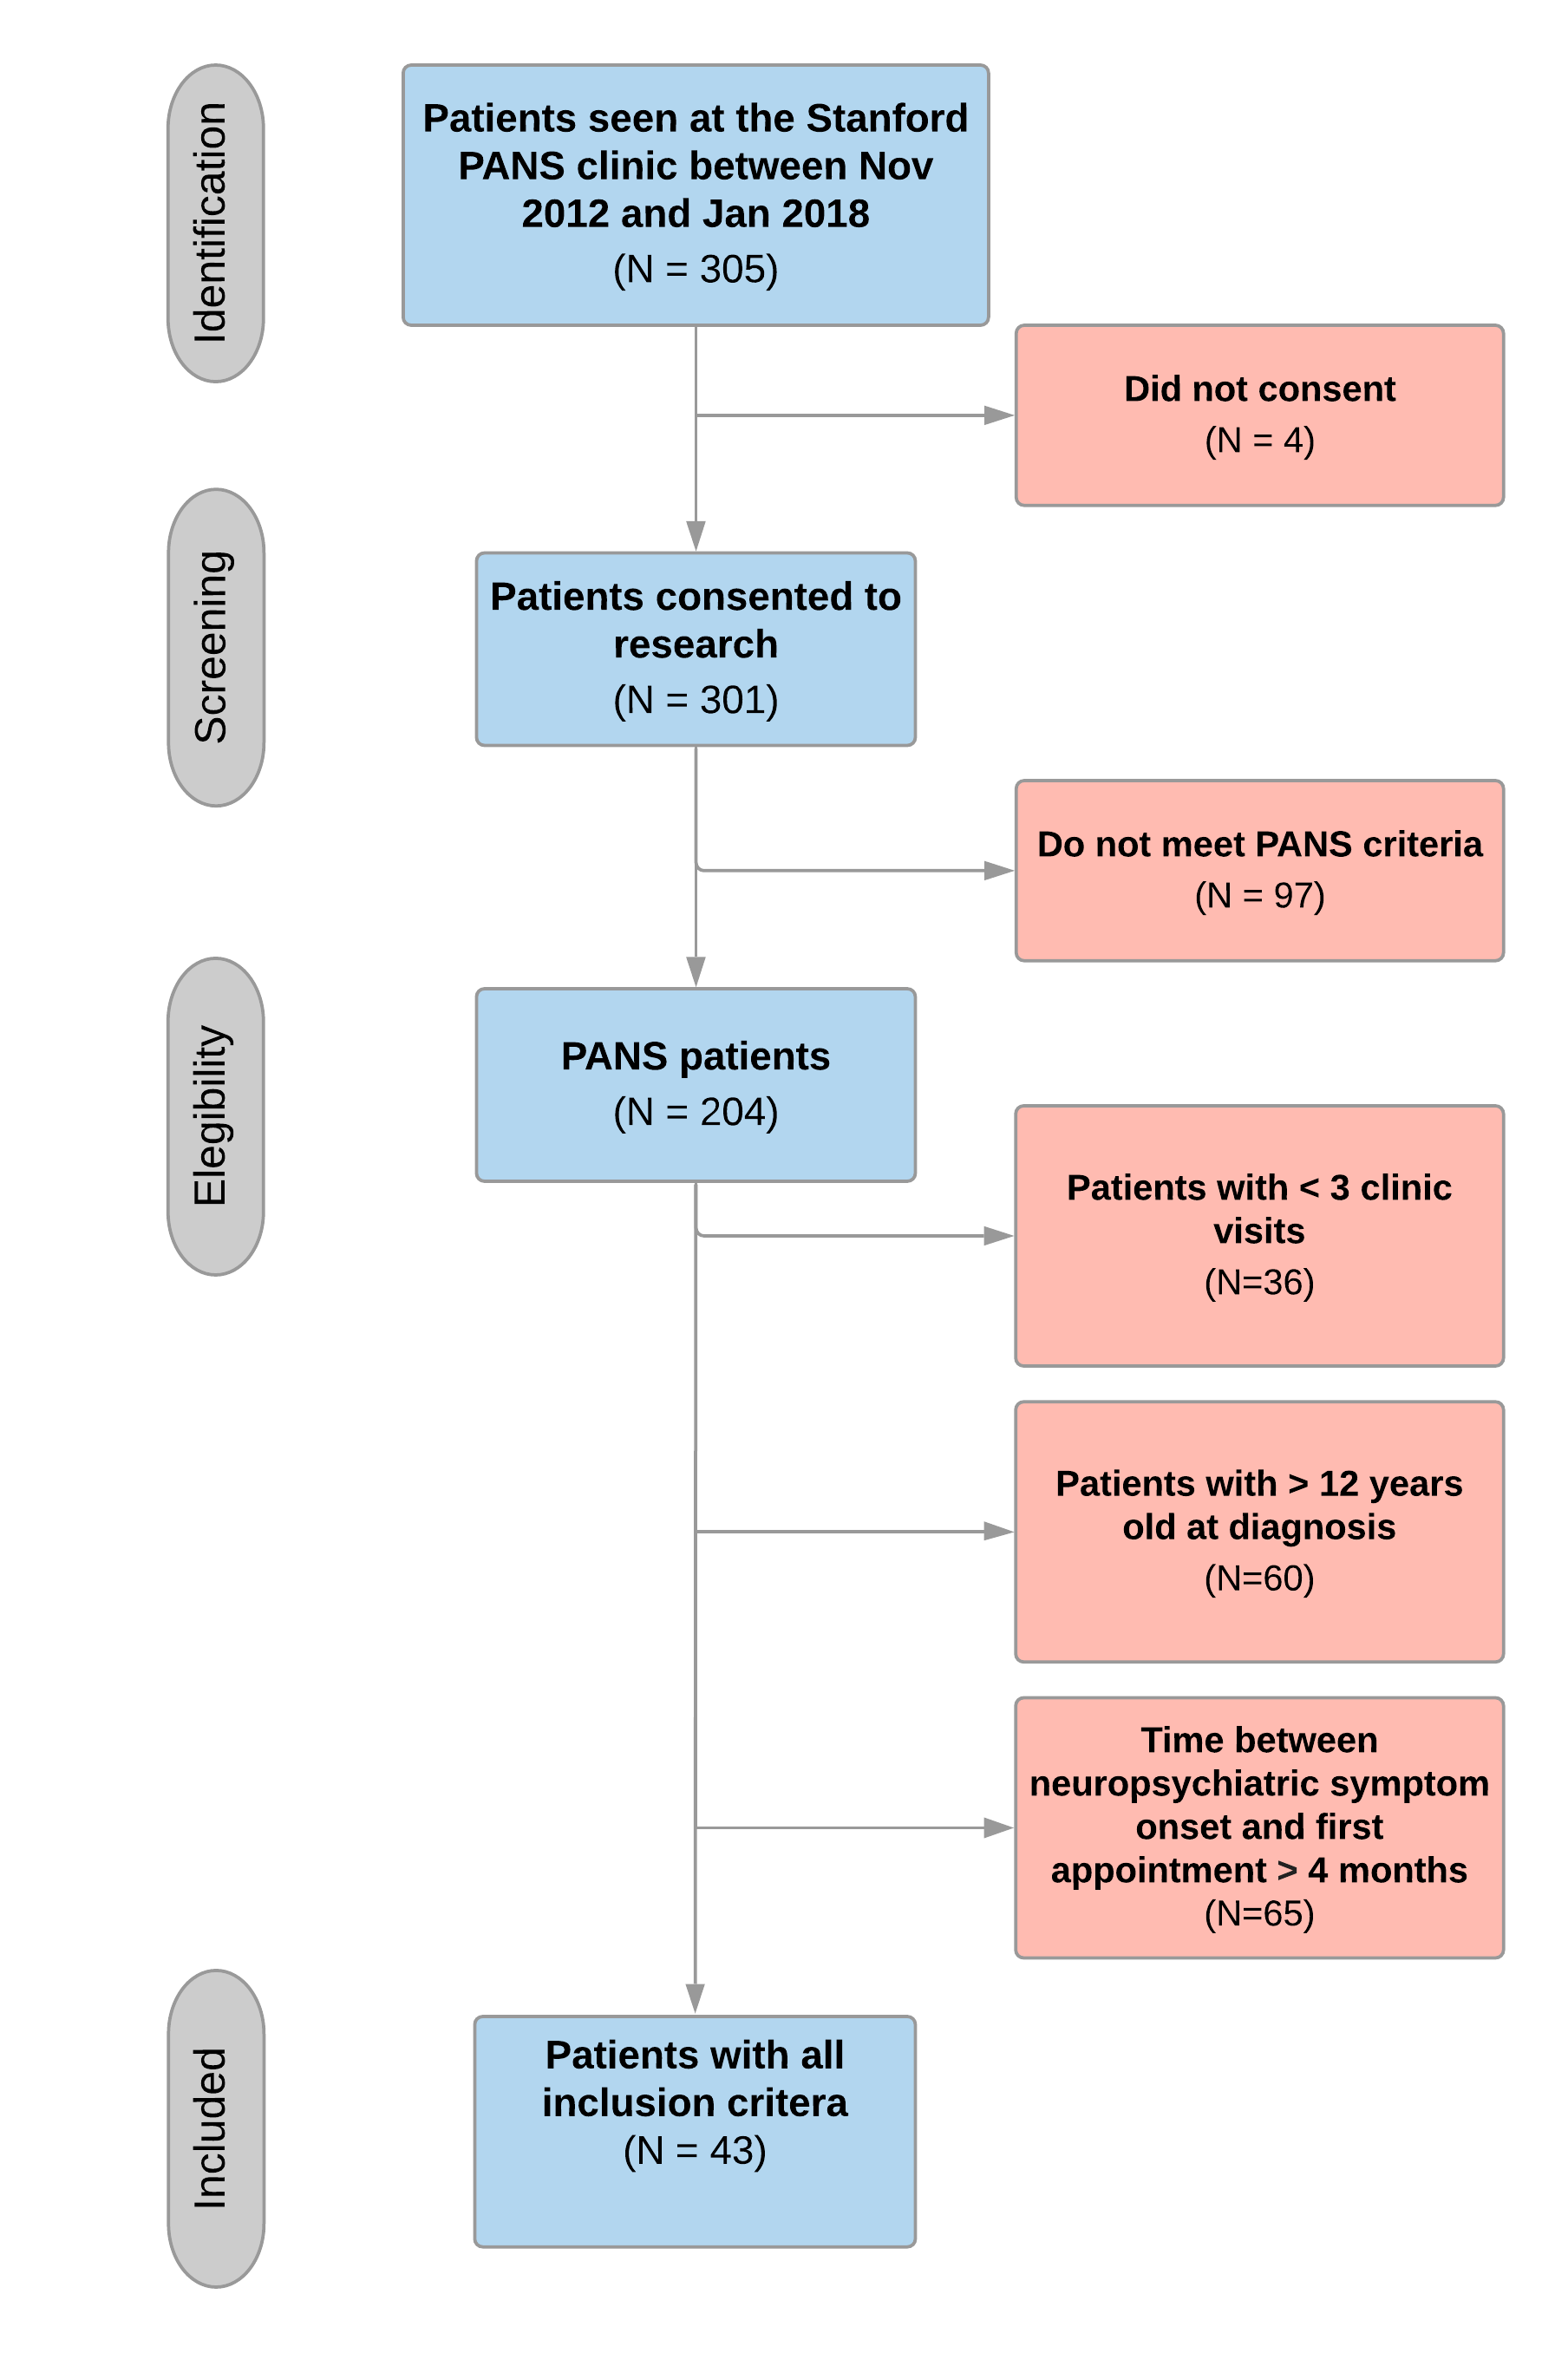 Identification
Patients seen at the Stanford
PANS clinic between Nov
2012 and Jan 2018
(N = 305)
Did not consent
(N = 4)
Screening
Patients consented to
research
(N = 301)
Do not meet PANS criteria
(N = 97)
Elegibility
PANS patients
(N = 204)
Patients with < 3 clinic
visits
(N=36)
Patients with > 12 years
old at diagnosis
(N=60)
Time between
neuropsychiatric symptom
onset and first
appointment > 4 months
(N=65)
Included
Patients with all
inclusion critera
(N = 43)